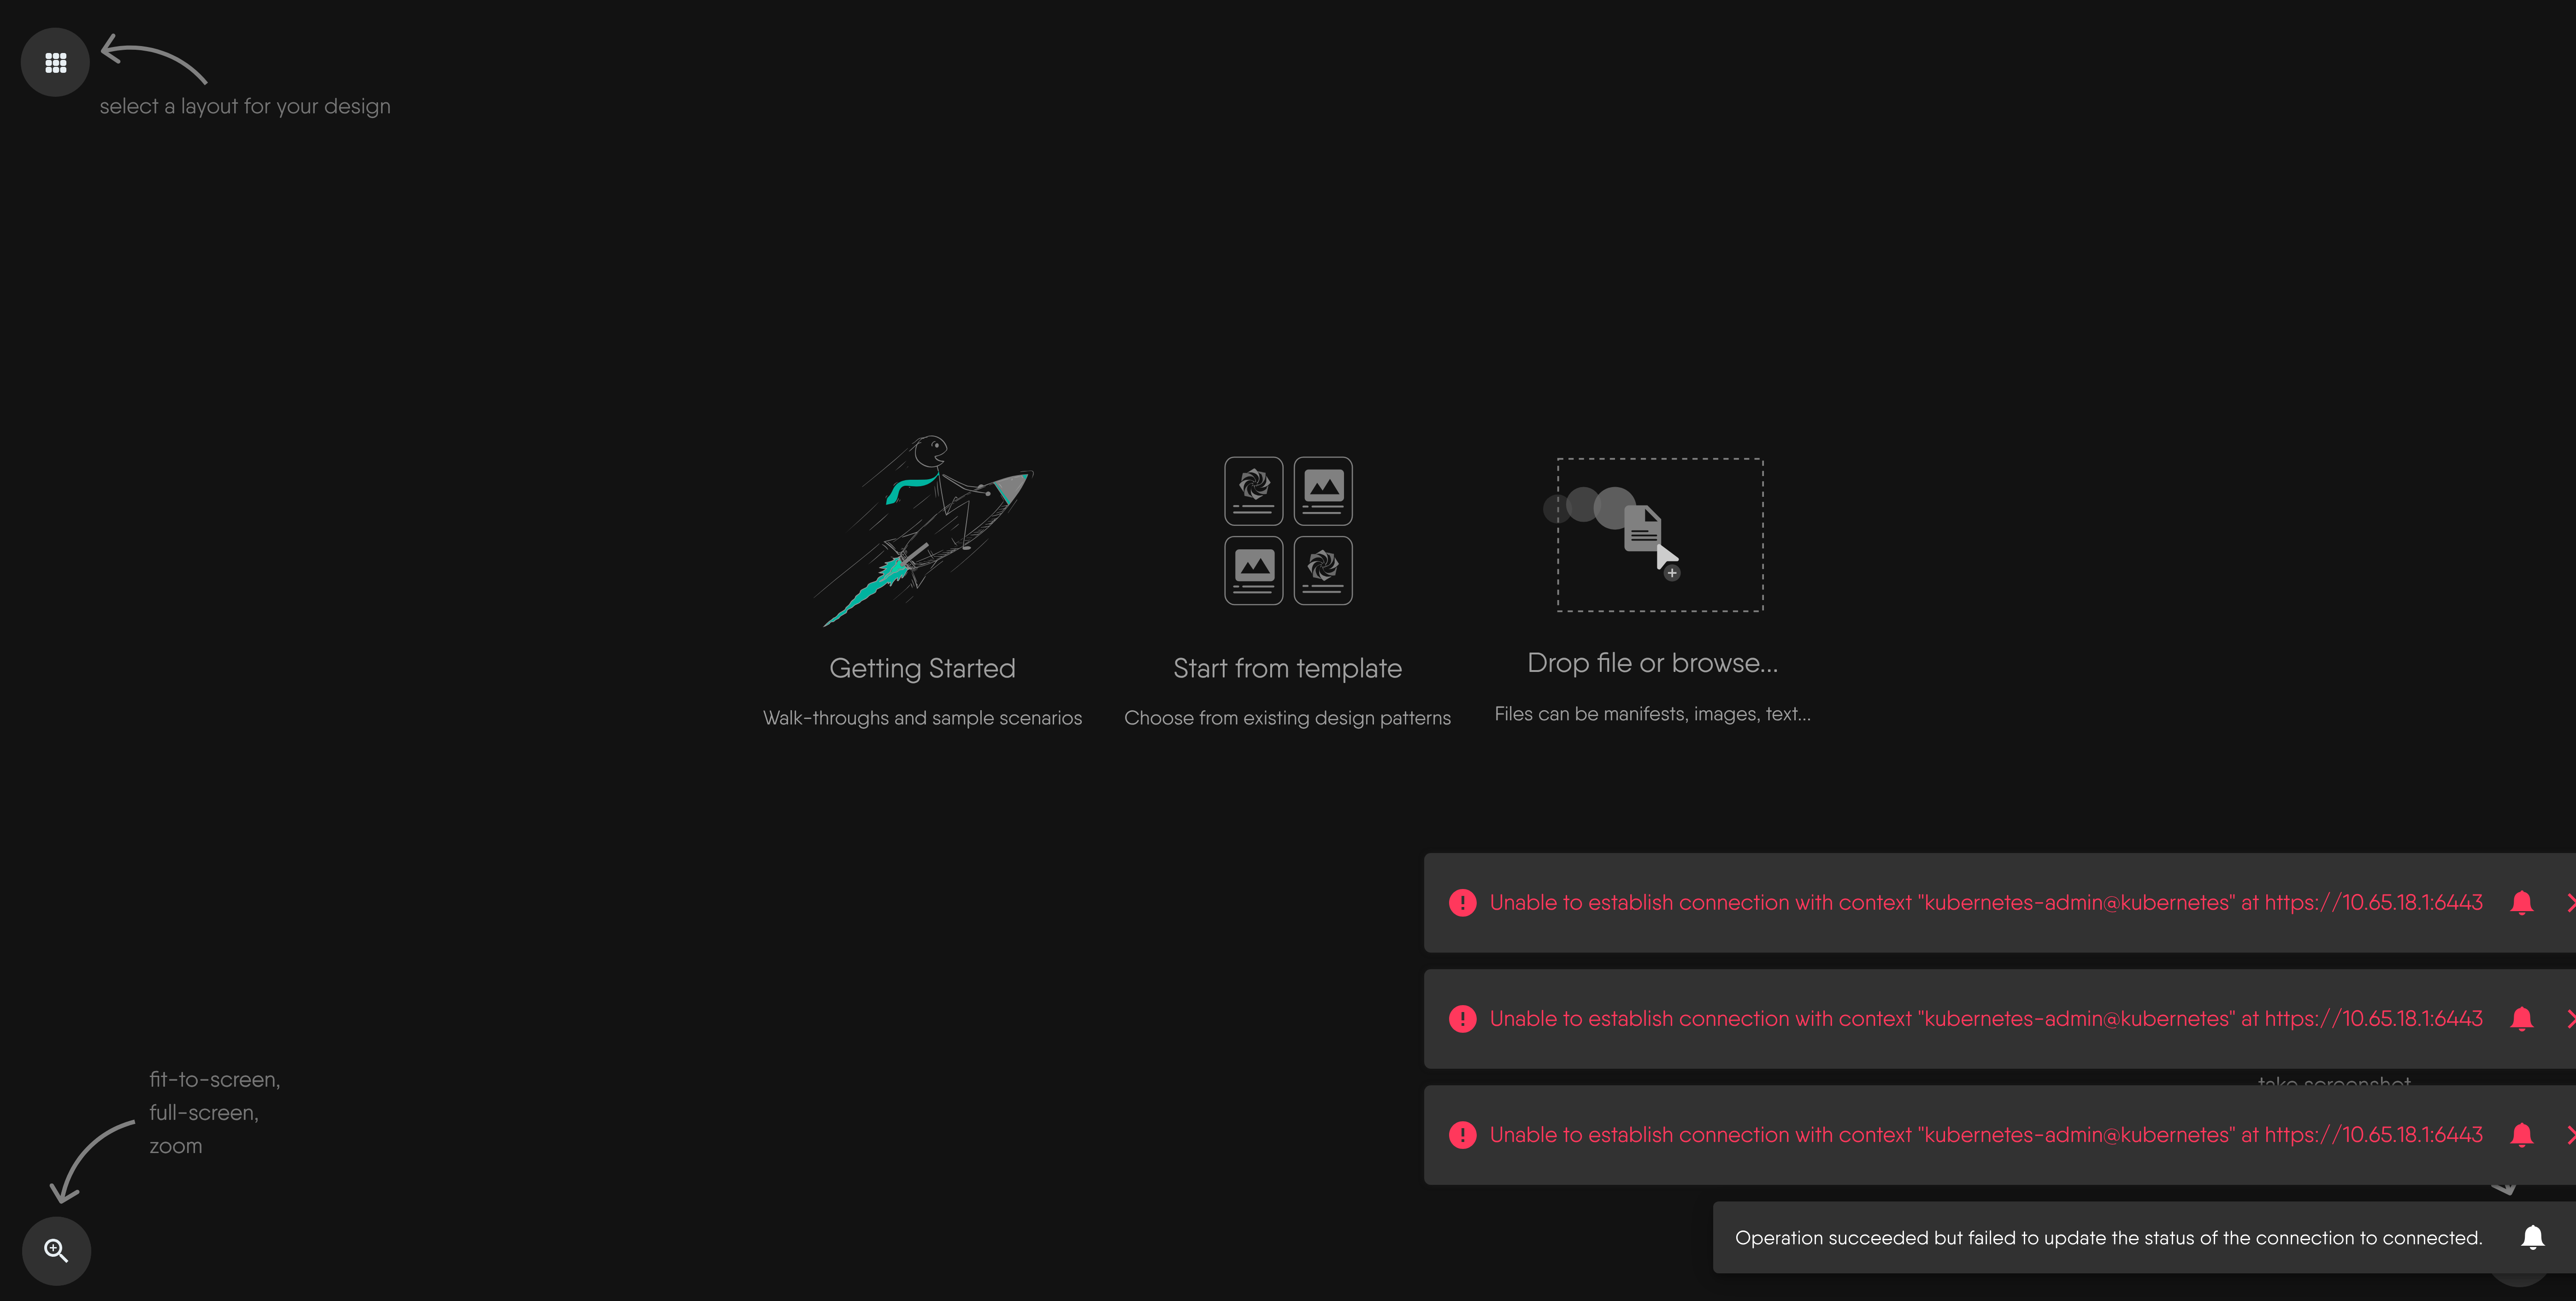 select a layout for your design
Getting Started
Walk-throughs and sample scenarios
Start from template
Choose from existing design patterns
Drop file or browse...
Files can be manifests, images, text...
Unable to establish connection with context "kubernetes-admin@kubernetes" at https://10.65.18.1:6443
Unable to establish connection with context "kubernetes-admin@kubernetes" at https://10.65.18.1:6443
take screenshot
Unable to establish connection with context "kubernetes-admin@kubernetes" at https://10.65.18.1:6443
Operation succeeded but failed to update the status of the connection to connected.
fit-to-screen,
full-screen,
zoom